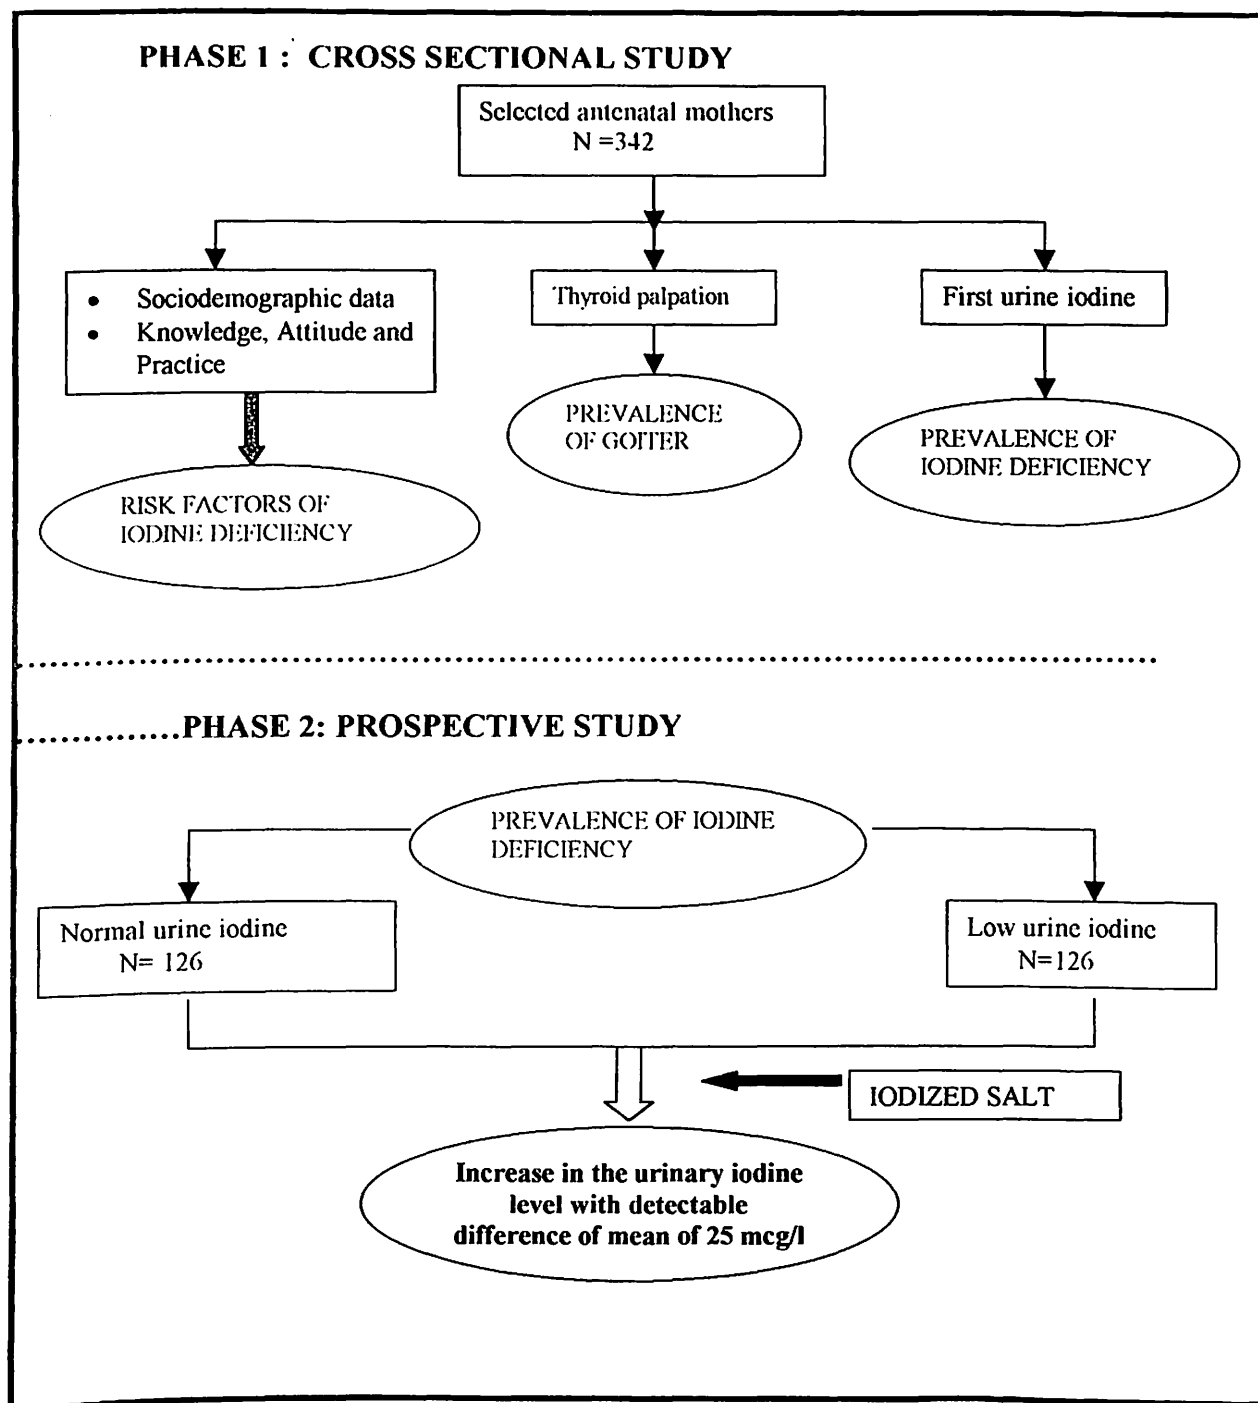 PHASE 1 : CROSS SECTIONAL STUDY
Selected antenatal mothers
N =342
• Sociodemographic data
• Knowledge, Attitude and
Practice
Thyroid palpation
First urine iodine
PREVALENCE
OF GOITER
PREVALENCE OF
IODINE DEFICIENCY
RISK FACTORS OF
IODINE DEFICIENCY
PHASE 2: PROSPECTIVE STUDY
PREVALENCE OF IODINE
DEFICIENCY
Normal urine iodine
N= 126
Low urine iodine
N=126
IODIZED SALT
Increase in the urinary iodine
level with detectable
difference of mean of 25 mcg/l